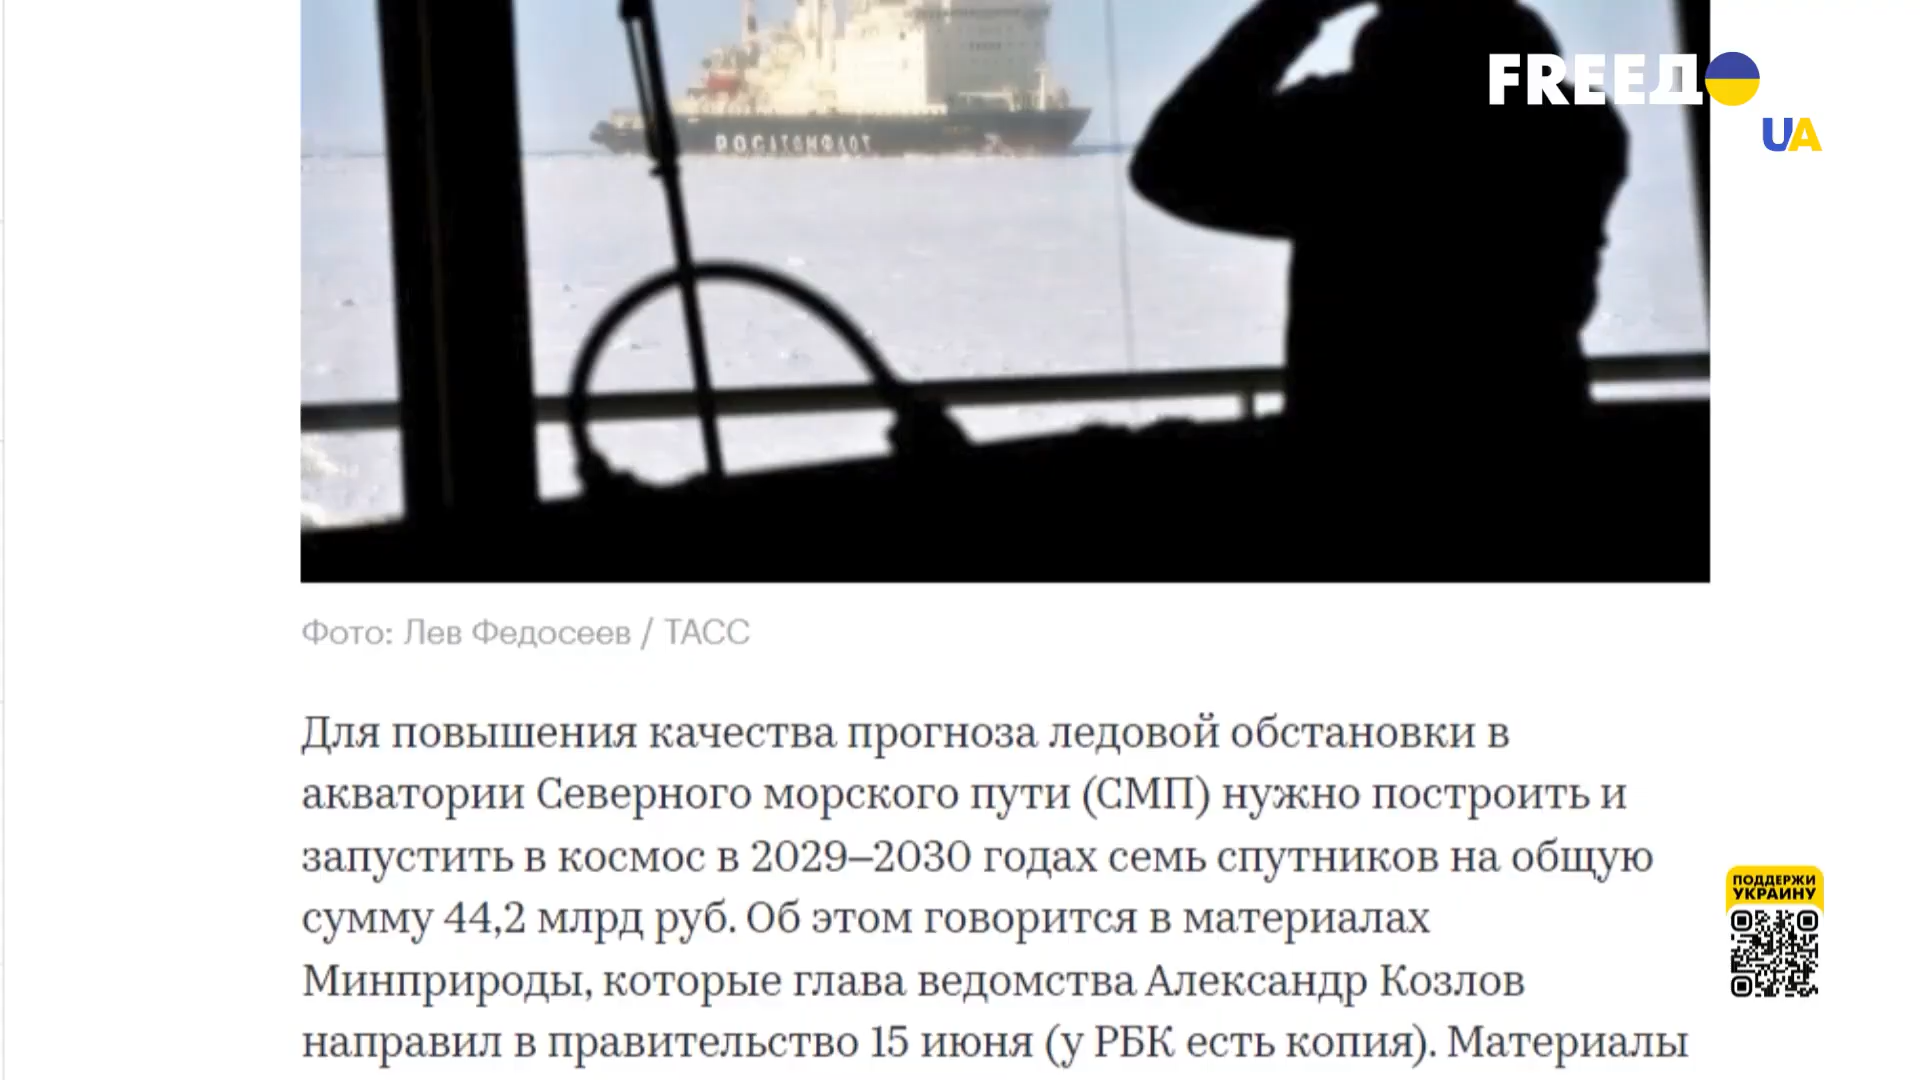 РОСАТОМФЛОТ
FREEДO
UA
Фото: Лев Федосеев / ТАСС
Для повышения качества прогноза ледовой обстановки в
акватории Северного морского пути (СМП) нужно построить и
запустить в космос в 2029–2030 годах семь спутников на общую
сумму 44,2 млрд руб. Об этом говорится в материалах
Минприроды, которые глава ведомства Александр Козлов
направил в правительство 15 июня (у РБК есть копия). Материалы
ПОДДЕРЖИ
УКРАИНУ